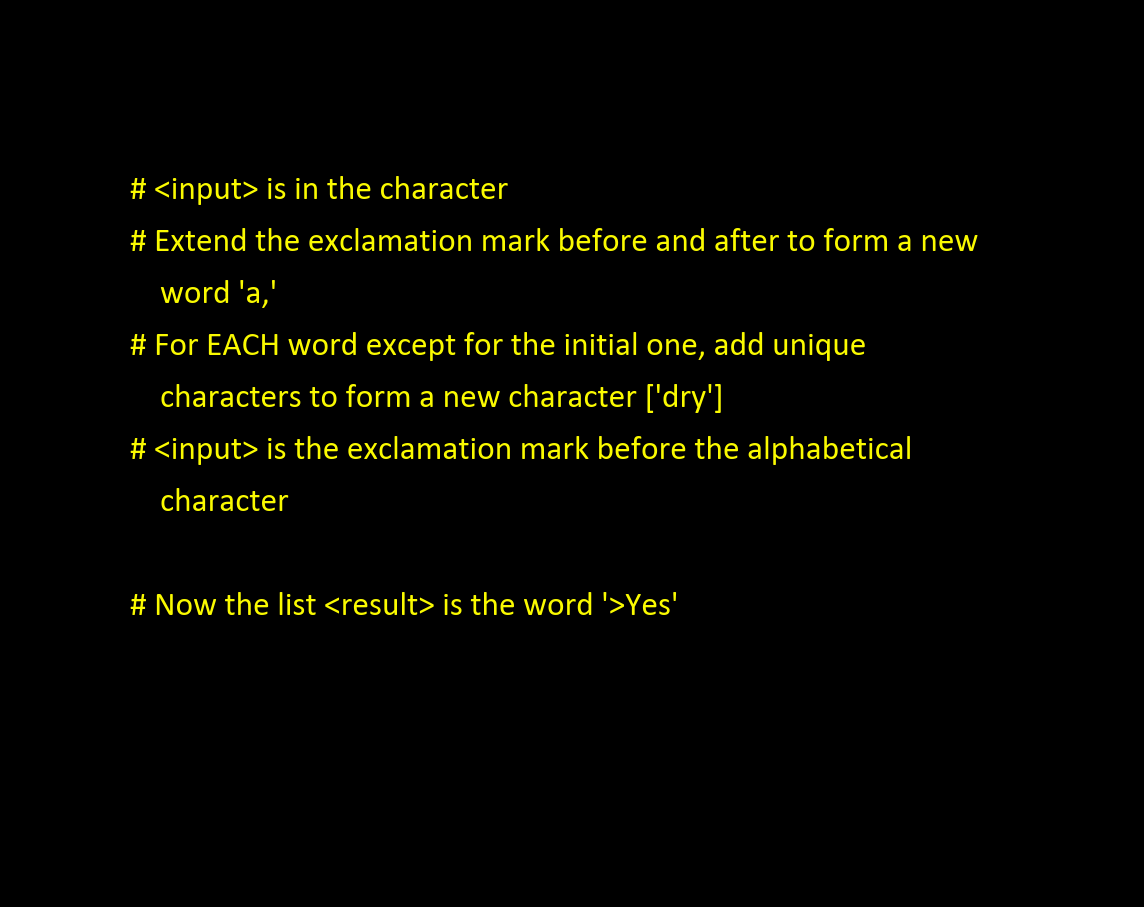 # <input> is in the character
# Extend the exclamation mark before and after to form a new
word 'a,'
# For EACH word except for the initial one, add unique
characters to form a new character ['dry']
# <input> is the exclamation mark before the alphabetical
character
# Now the list <result> is the word '>Yes'